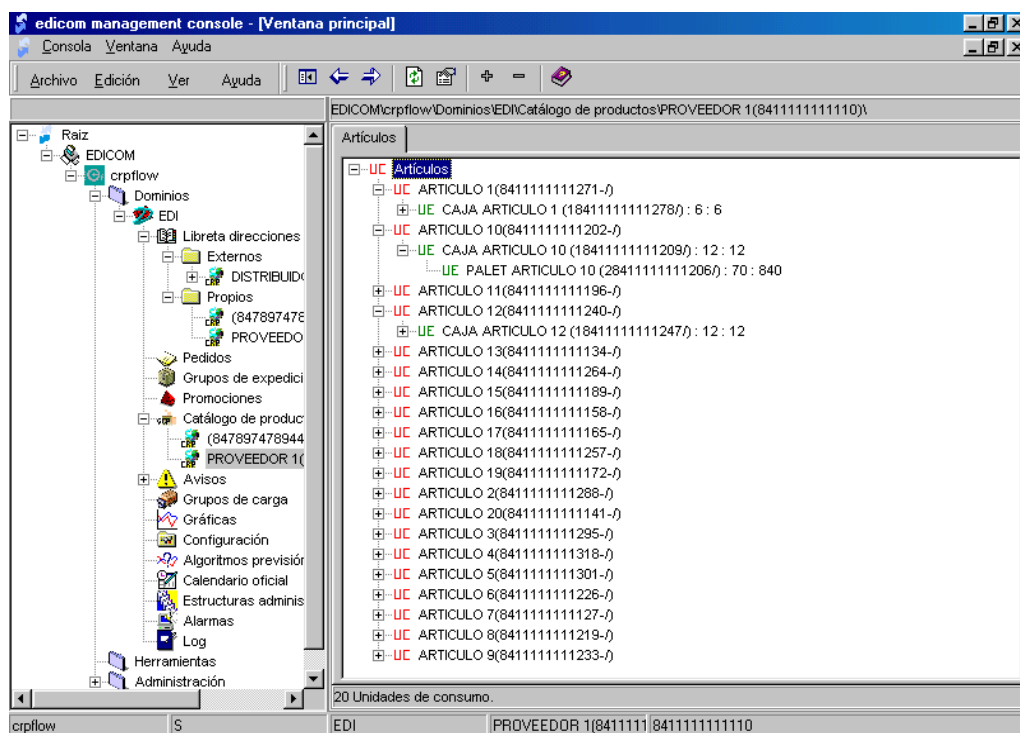 edicom management console - [Ventana principal]
Consola Ventana Ayuda
Archivo Edición Ver Ayuda
EDICOM\crpflow\Dominios\EDI\Catálogo de productos\PROVEEDOR 1(8411111111110)\
Raiz
EDICOM
crpflow
Dominios
EDI
Libreta direcciones
Externos
DISTRIBUID
Propios
(847897478
PROVEEDO
Pedidos
Grupos de expedici
Promociones
Catálogo de produc
(847897478944
PROVEEDOR 1(
Avisos
Grupos de carga
Gráficas
Configuración
Algoritmos previsiór
Calendario oficial
Estructuras adminis
Alarmas
Log
Herramientas
Administración
Artículos
UC Artículos
UC ARTICULO 1(8411111111271-/)
UE CAJA ARTICULO 1 (18411111111278/) : 6 : 6
UC ARTICULO 10(8411111111202-/)
UE CAJA ARTICULO 10 (18411111111209/) : 12 : 12
UE PALET ARTICULO 10 (28411111111206/) : 70 : 840
UC ARTICULO 11(8411111111196-/)
UC ARTICULO 12(8411111111240-/)
UE CAJA ARTICULO 12 (18411111111247/) : 12 : 12
UC ARTICULO 13(8411111111134-/)
UC ARTICULO 14(8411111111264-/)
UC ARTICULO 15(8411111111189-/)
UC ARTICULO 16(8411111111158-/)
UC ARTICULO 17(8411111111165-/)
UC ARTICULO 18(8411111111257-/)
UC ARTICULO 19(8411111111172-/)
UC ARTICULO 2(8411111111288-/)
UC ARTICULO 20(8411111111141-/)
UC ARTICULO 3(8411111111295-/)
UC ARTICULO 4(8411111111318-/)
UC ARTICULO 5(8411111111301-/)
UC ARTICULO 6(8411111111226-/)
UC ARTICULO 7(8411111111127-/)
UC ARTICULO 8(8411111111219-/)
UC ARTICULO 9(8411111111233-/)
20 Unidades de consumo.
crpflow S EDI PROVEEDOR 1(8411111 8411111111110